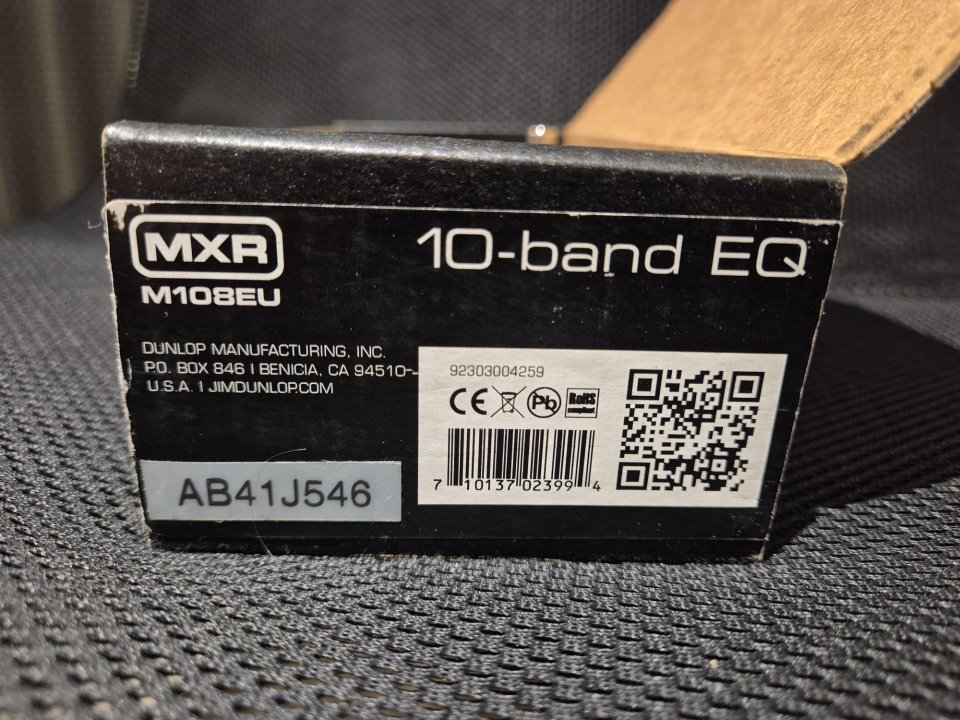 MXR
M108EU
10-band EQ
DUNLOP MANUFACTURING, INC.
P.O. BOX 846 | BENICIA, CA 94510-
U.S.A. | JIMDUNLOP.COM
AB41J546
92303004259
CE Pb RoHS
compliant
7 10137 02399 4